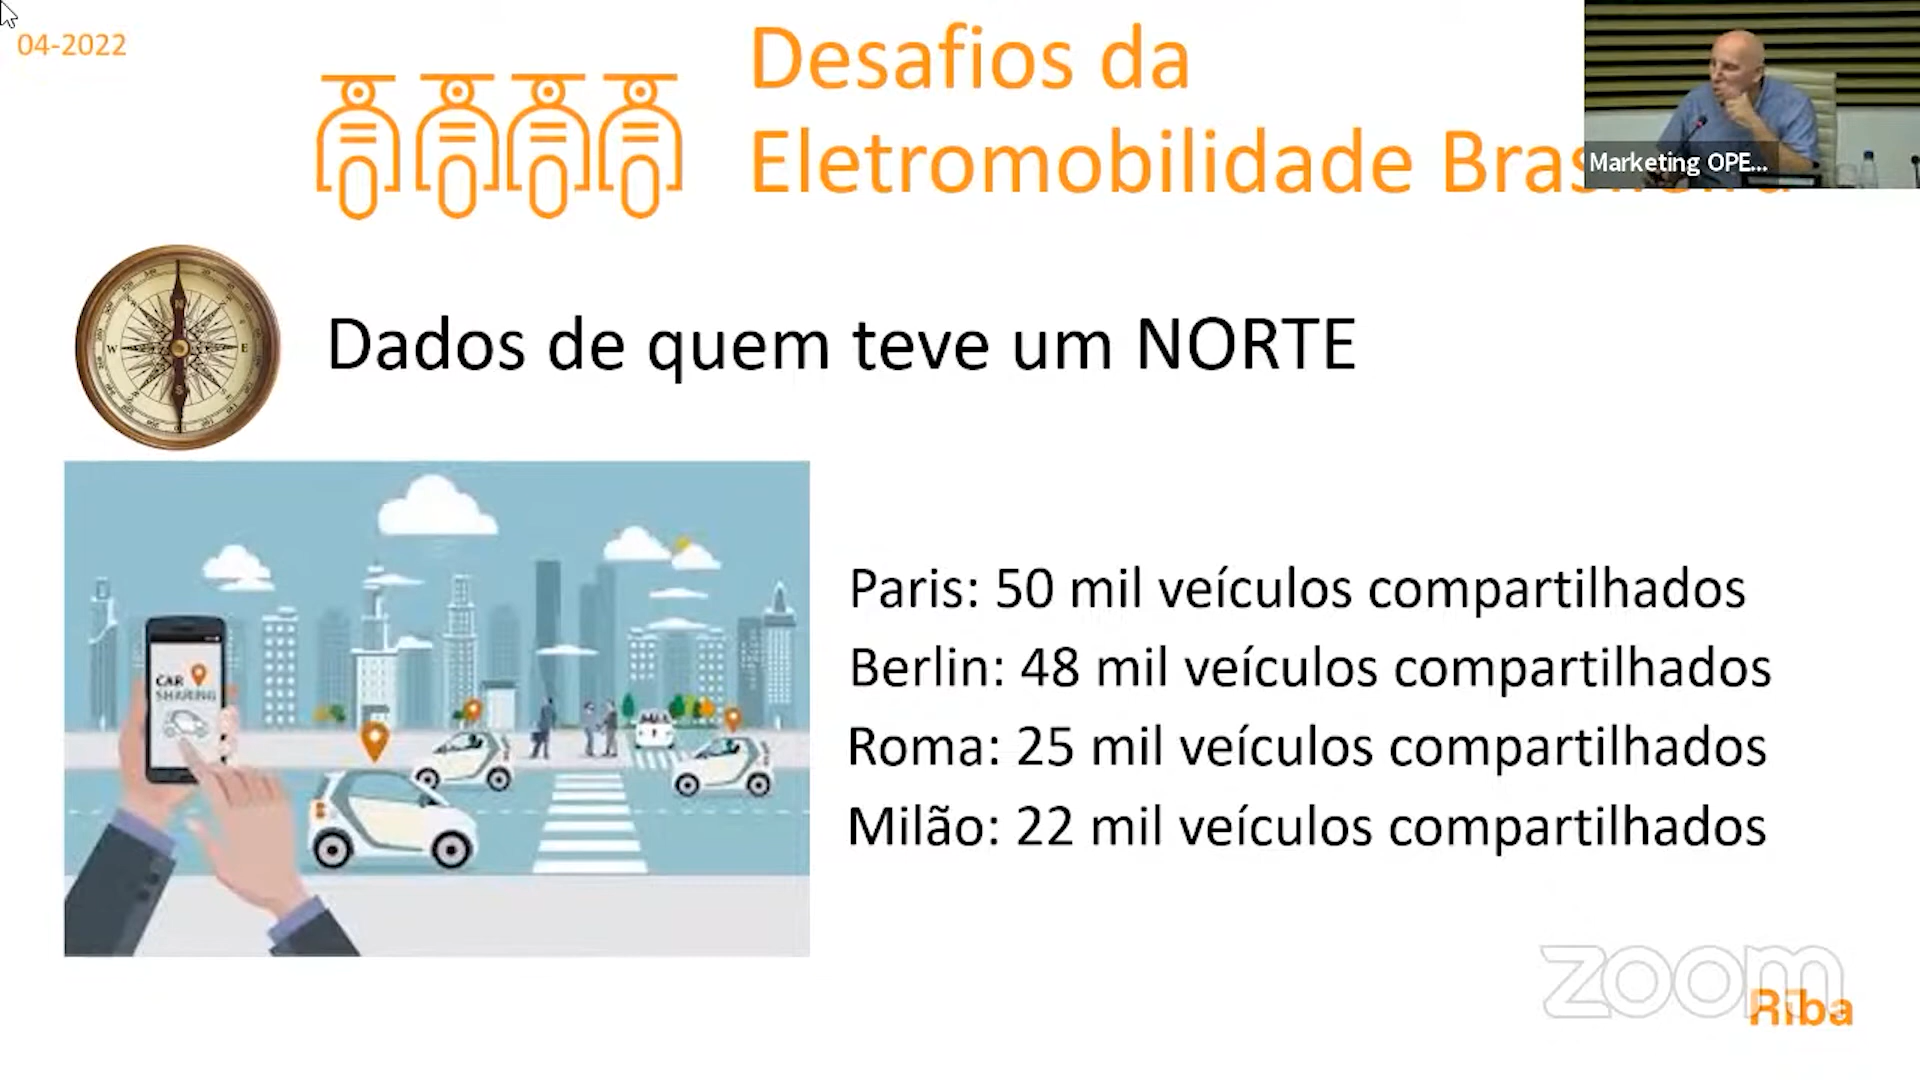 04-2022
Desafios da
Eletromobilidade Bras
Marketing OPE...
Dados de quem teve um NORTE
N
W
E
S
CAR
SHARING
Paris: 50 mil veículos compartilhados
Berlin: 48 mil veículos compartilhados
Roma: 25 mil veículos compartilhados
Milão: 22 mil veículos compartilhados
zoom
Riba